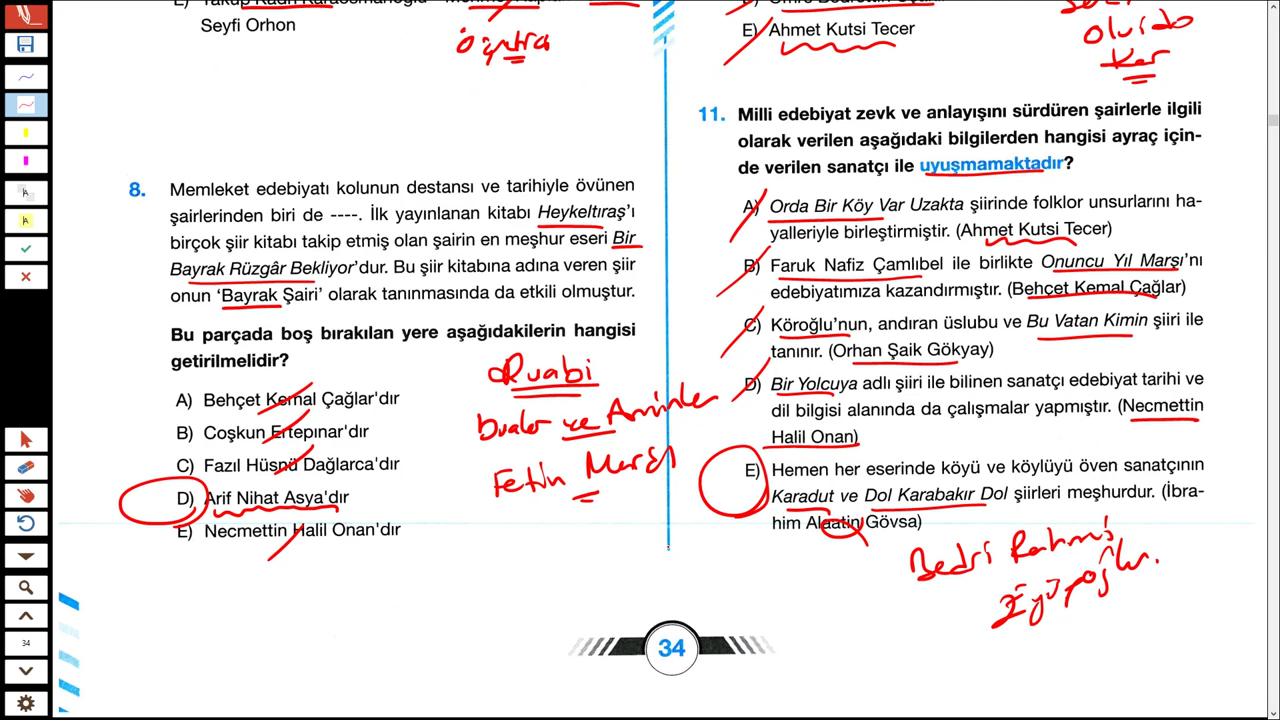 Seyfi Orhon
8. Memleket edebiyatı kolunun destansı ve tarihiyle övünen
şairlerinden biri de ----. İlk yayınlanan kitabı Heykeltıraş'ı
birçok şiir kitabı takip etmiş olan şairin en meşhur eseri Bir
Bayrak Rüzgâr Bekliyor'dur. Bu şiir kitabına adına veren şiir
onun 'Bayrak Şairi' olarak tanınmasında da etkili olmuştur.
Bu parçada boş bırakılan yere aşağıdakilerin hangisi
getirilmelidir?
A) Behçet Kemal Çağlar'dır
B) Coşkun Ertepınar'dır
C) Fazıl Hüsnü Dağlarca'dır
D) Arif Nihat Asya'dır
E) Necmettin Halil Onan'dır
Ruabi
Dualar ve Aminler
Fetih Marşı
E) Ahmet Kutsi Tecer
11. Milli edebiyat zevk ve anlayışını sürdüren şairlerle ilgili
olarak verilen aşağıdaki bilgilerden hangisi ayraç için-
de verilen sanatçı ile uyuşmamaktadır?
A) Orda Bir Köy Var Uzakta şiirinde folklor unsurlarını ha-
yalleriyle birleştirmiştir. (Ahmet Kutsi Tecer)
B) Faruk Nafiz Çamlıbel ile birlikte Onuncu Yıl Marşı'nı
edebiyatımıza kazandırmıştır. (Behçet Kemal Çağlar)
C) Köroğlu'nun, andıran üslubu ve Bu Vatan Kimin şiiri ile
tanınır. (Orhan Şaik Gökyay)
D) Bir Yolcuya adlı şiiri ile bilinen sanatçı edebiyat tarihi ve
dil bilgisi alanında da çalışmalar yapmıştır. (Necmettin
Halil Onan)
E) Hemen her eserinde köyü ve köylüyü öven sanatçının
Karadut ve Dol Karabakır Dol şiirleri meşhurdur. (İbra-
him Alaatin Gövsa)
Bedri Rahmi
Eyüpoğlu.
34
34